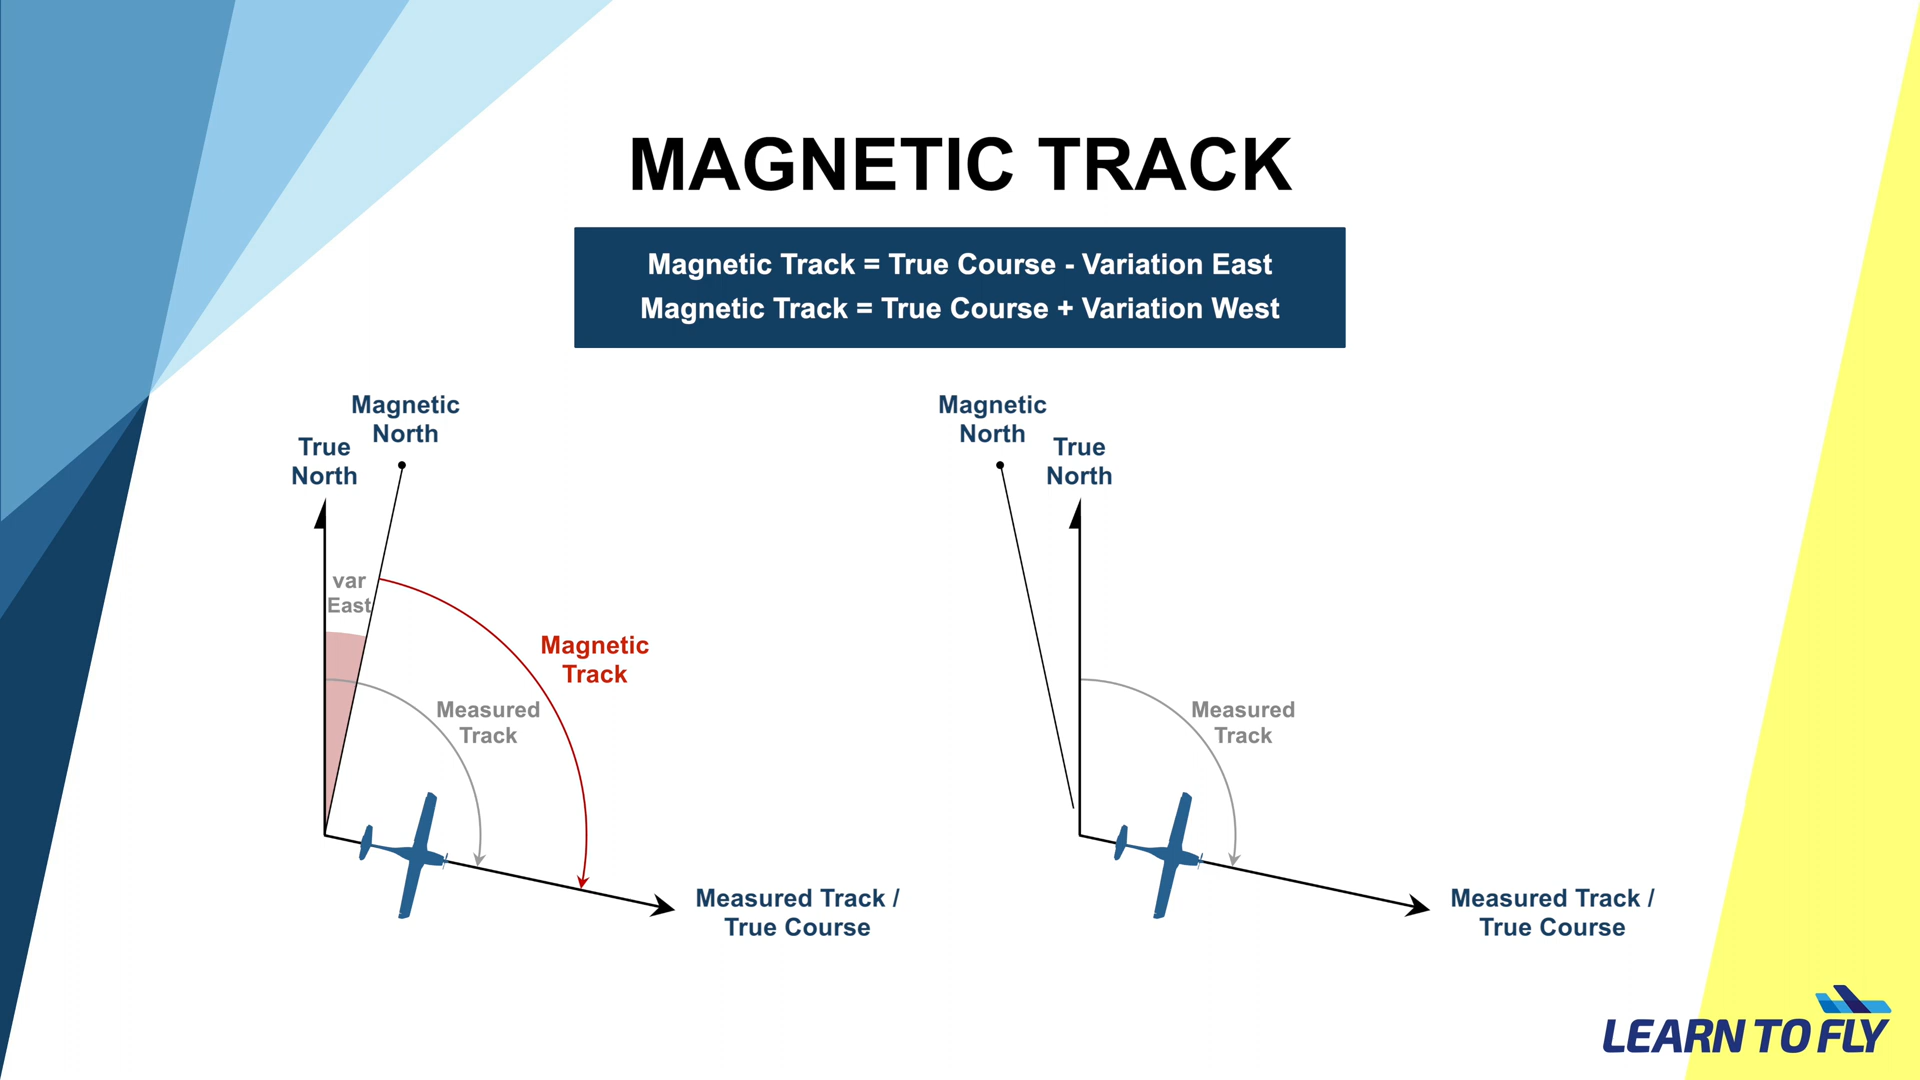 MAGNETIC TRACK
Magnetic Track = True Course - Variation East
Magnetic Track = True Course + Variation West
Magnetic
North
True
North
var
East
Magnetic
Track
Measured
Track
Measured Track /
True Course
Magnetic
North
True
North
Measured
Track
Measured Track /
True Course
LEARN TO FLY